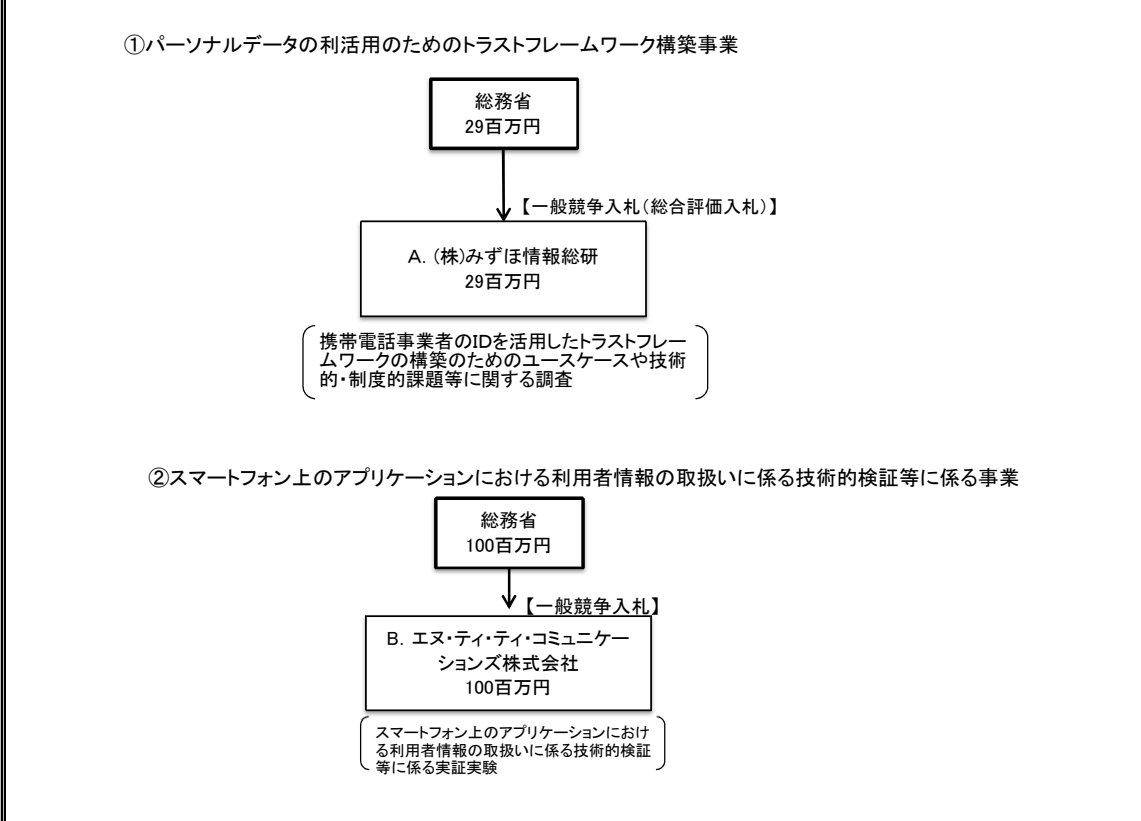 ①パーソナルデータの利活用のためのトラストフレームワーク構築事業
総務省
29百万円
【一般競争入札（総合評価入札）】
A．（株）みずほ情報総研
29百万円
携帯電話事業者のIDを活用したトラストフレー
ムワークの構築のためのユースケースや技術
的・制度的課題等に関する調査
②スマートフォン上のアプリケーションにおける利用者情報の取扱いに係る技術的検証等に係る事業
総務省
100百万円
【一般競争入札】
B．エヌ・ティ・ティ・コミュニケー
ションズ株式会社
100百万円
スマートフォン上のアプリケーションにおけ
る利用者情報の取扱いに係る技術的検証
等に係る実証実験